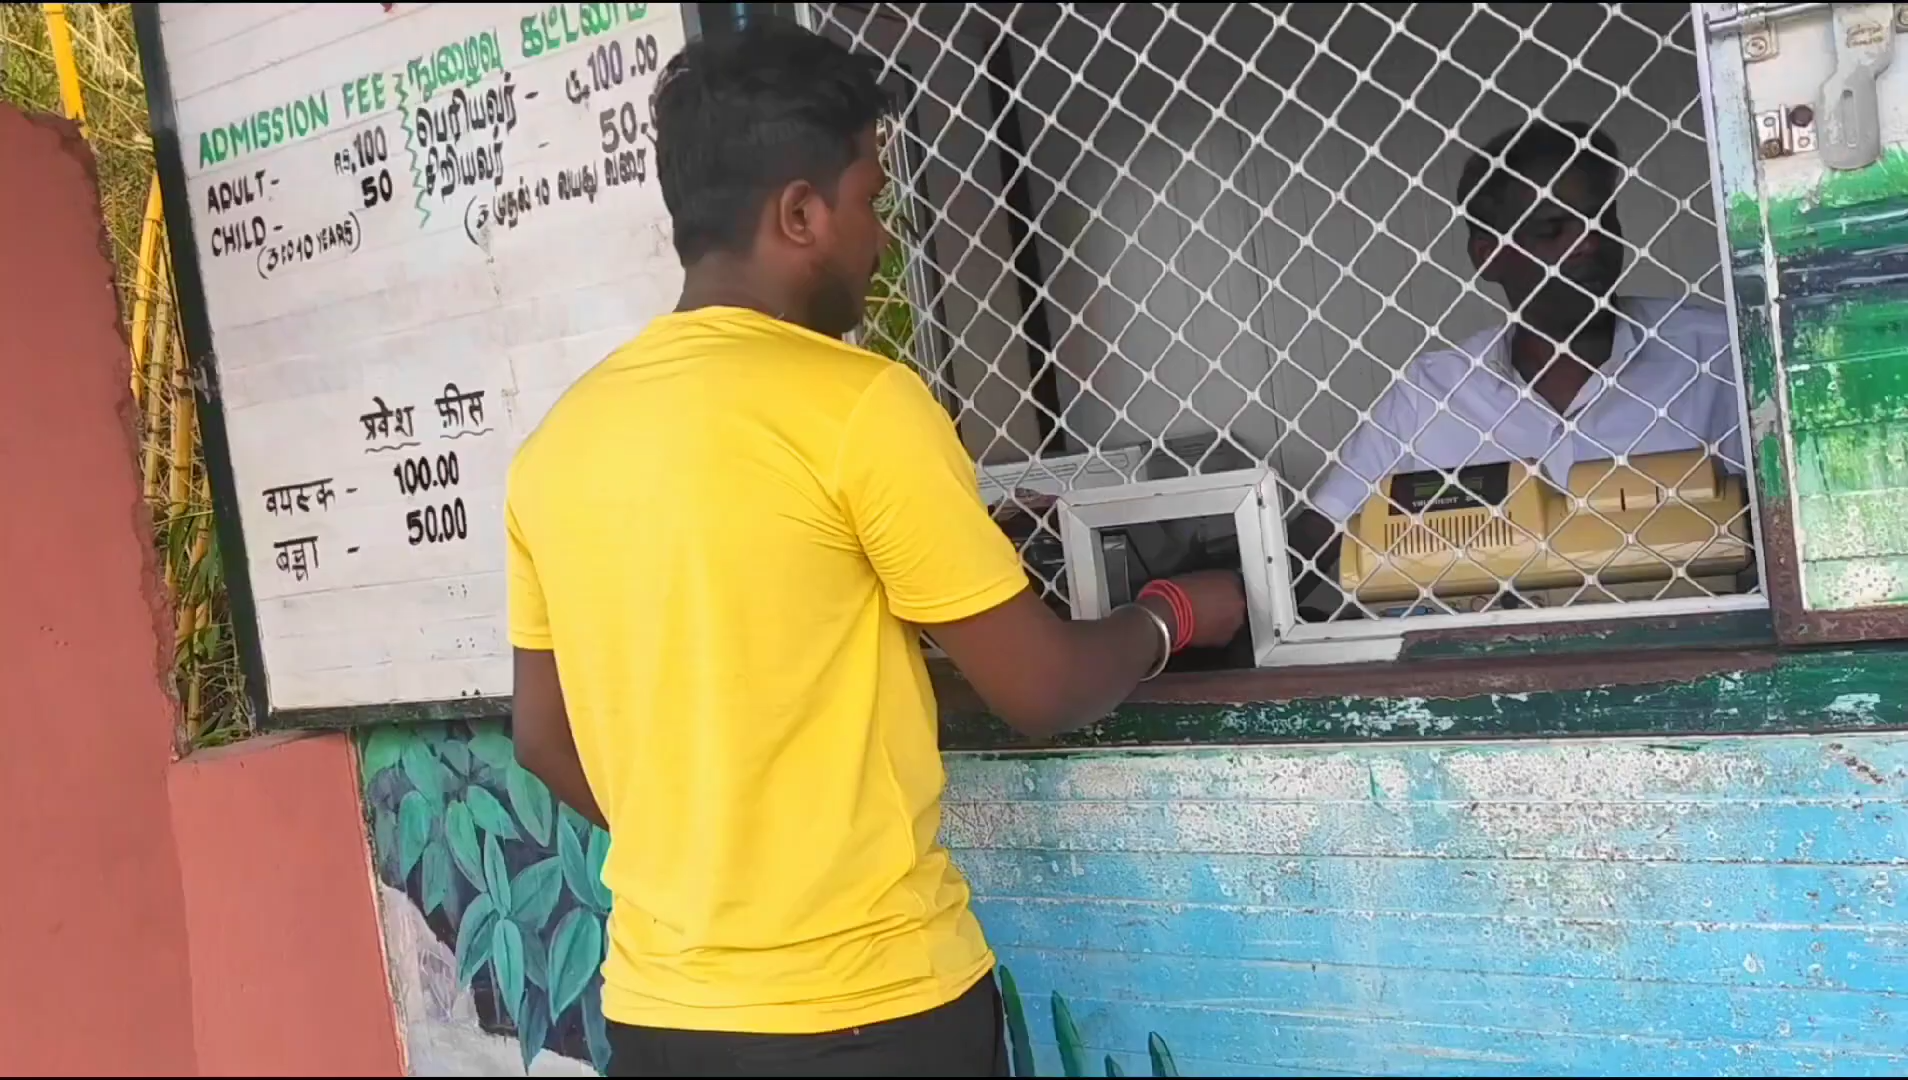 ADMISSION FEE
ADULT - RS.100
CHILD - 50
(3 to 10 YEARS)
நுழைவு கட்டணம்
பெரியவர் - ரூ.100.00
சிறியவர் - 50.0
(3 முதல் 10 வயது வரை
प्रवेश फ़ीस
वयस्क - 100.00
बच्चा - 50.00